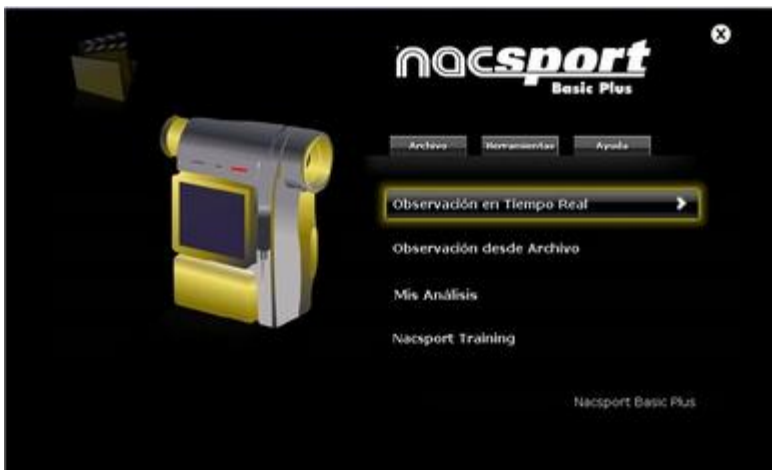 nacsport
Basic Plus
Archivo Herramientas Ayuda
Observación en Tiempo Real
Observación desde Archivo
Mis Análisis
Nacsport Training
Nacsport Basic Plus